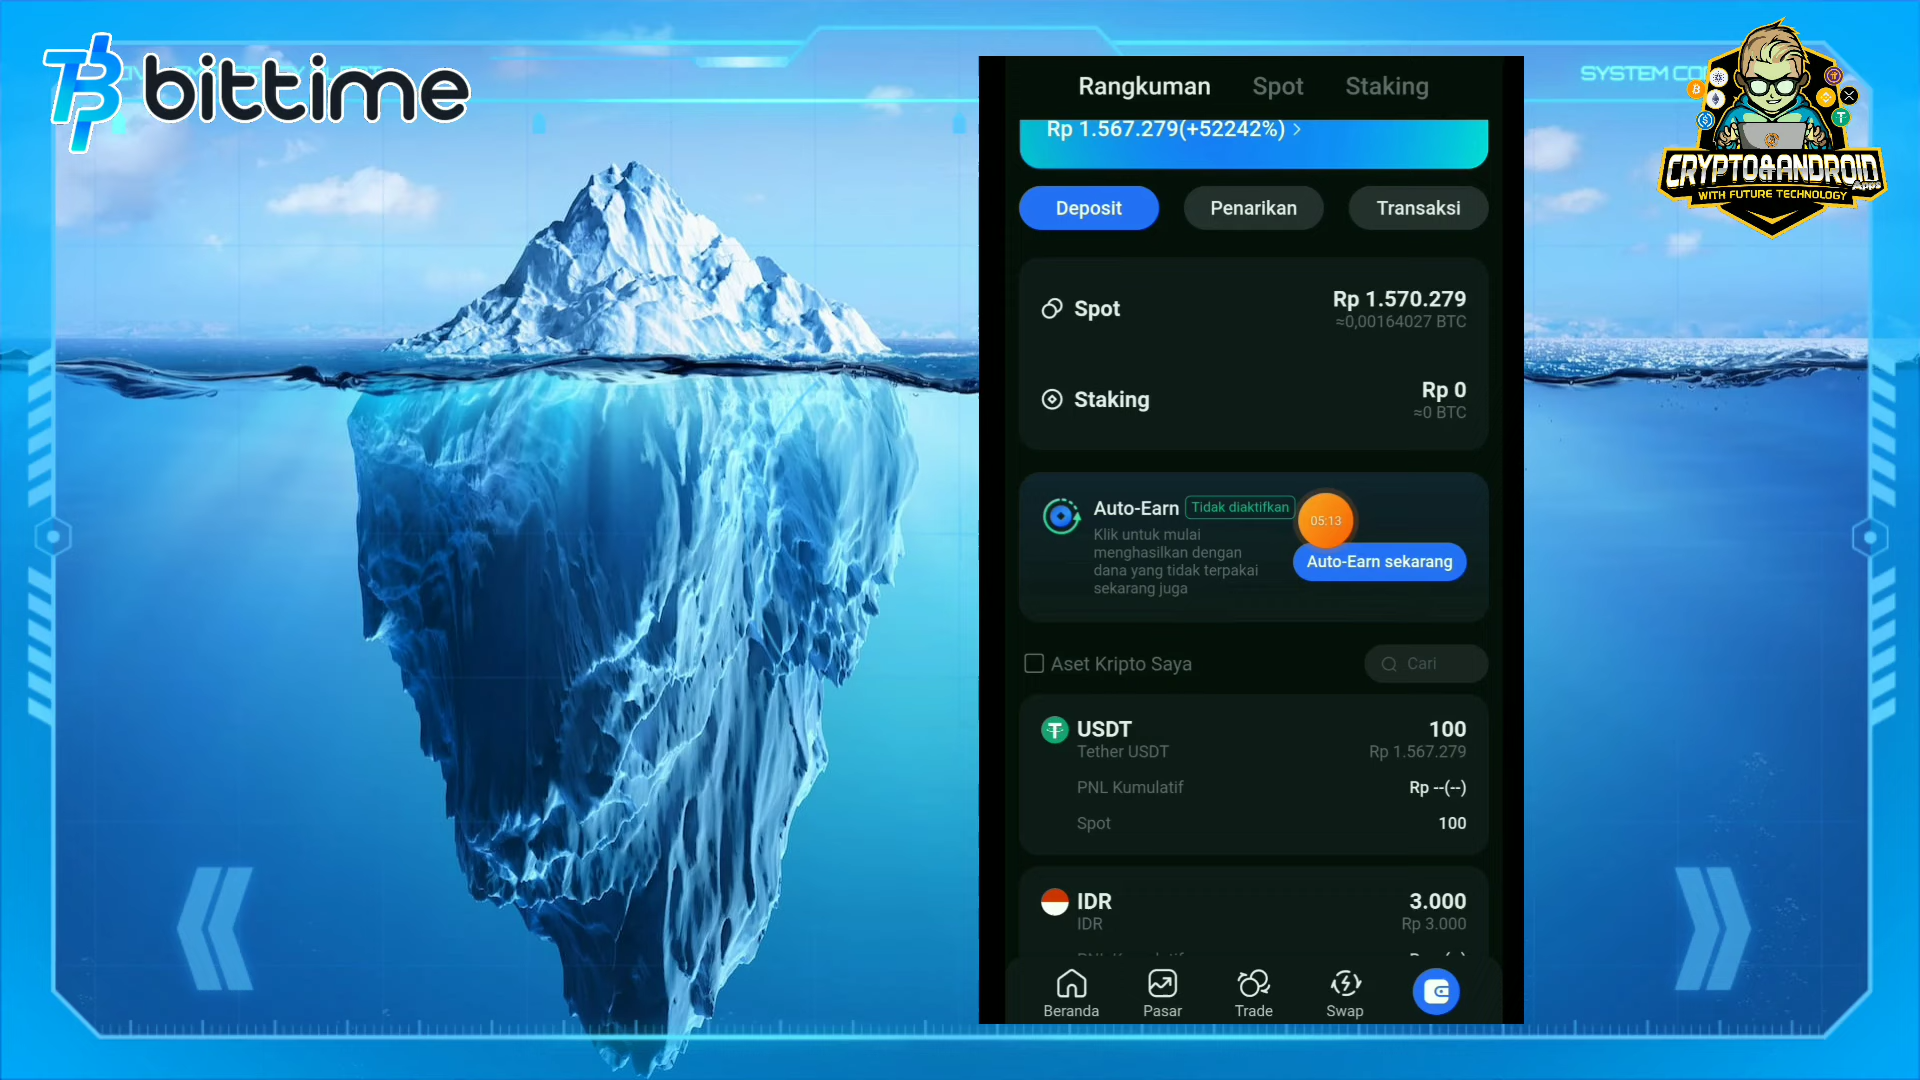 bittime
SYSTEM CO
CRYPTO&ANDROID
Apps
WITH FUTURE TECHNOLOGY
Rangkuman Spot Staking
Rp 1.567.279(+52242%) >
Deposit Penarikan Transaksi
Spot Rp 1.570.279
≈0,00164027 BTC
Staking Rp 0
≈0 BTC
Auto-Earn Tidak diaktifkan
05:13
Klik untuk mulai
menghasilkan dengan
dana yang tidak terpakai
sekarang juga
Auto-Earn sekarang
Aset Kripto Saya Cari
USDT 100
Tether USDT Rp 1.567.279
PNL Kumulatif Rp --(--)
Spot 100
IDR 3.000
IDR Rp 3.000
Beranda Pasar Trade Swap